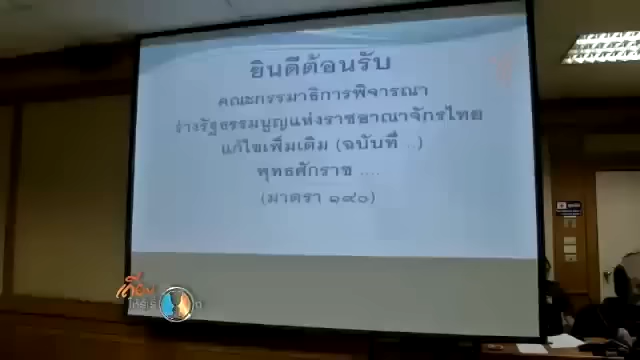 ยินดีต้อนรับ
คณะกรรมาธิการพิจารณา
ร่างรัฐธรรมนูญแห่งราชอาณาจักรไทย
แก้ไขเพิ่มเติม (ฉบับที่ ..)
พุทธศักราช ....
(มาตรา ๑๙๐)